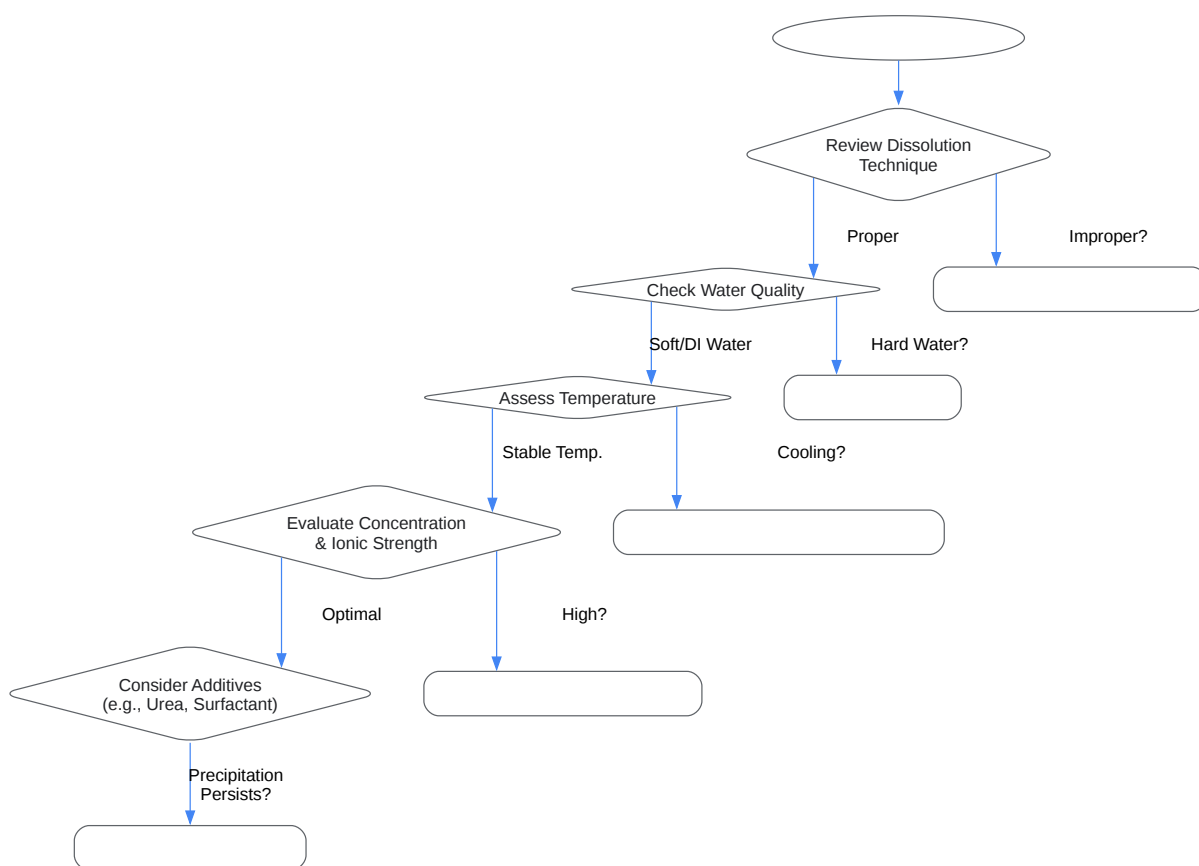 Review Dissolution
Technique
Proper
Improper?
Check Water Quality
Soft/DI Water
Hard Water?
Assess Temperature
Stable Temp.
Cooling?
Evaluate Concentration
& Ionic Strength
Optimal
High?
Consider Additives
(e.g., Urea, Surfactant)
Precipitation
Persists?